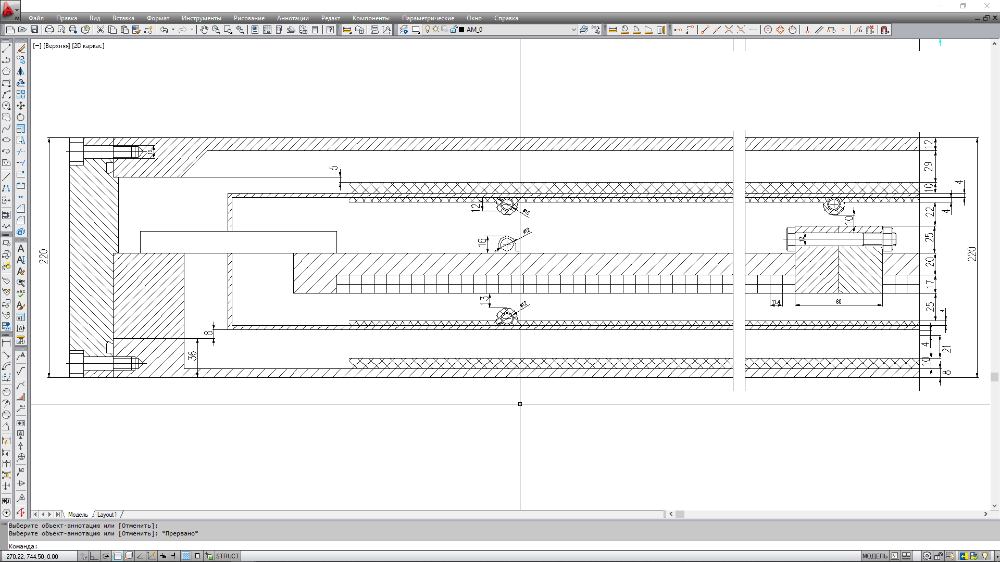 M
Файл Правка Вид Вставка Формат Инструменты Рисование Аннотации Редакт Компоненты Параметрические Окно Справка
AM_0
[−] [Верхняя] [2D каркас]
12
12
29
5
4
10
12
ø10
4
22
10
ø12
16
12
25
220
220
20
17
13
ø12
11.4
80
25
4
8
4
21
36
10
8
Модель Layout1
Выберите объект-аннотацию или [Отменить]:
Выберите объект-аннотацию или [Отменить]: *Прервано*
Команда:
270.22, 744.50, 0.00 STRUCT МОДЕЛЬ